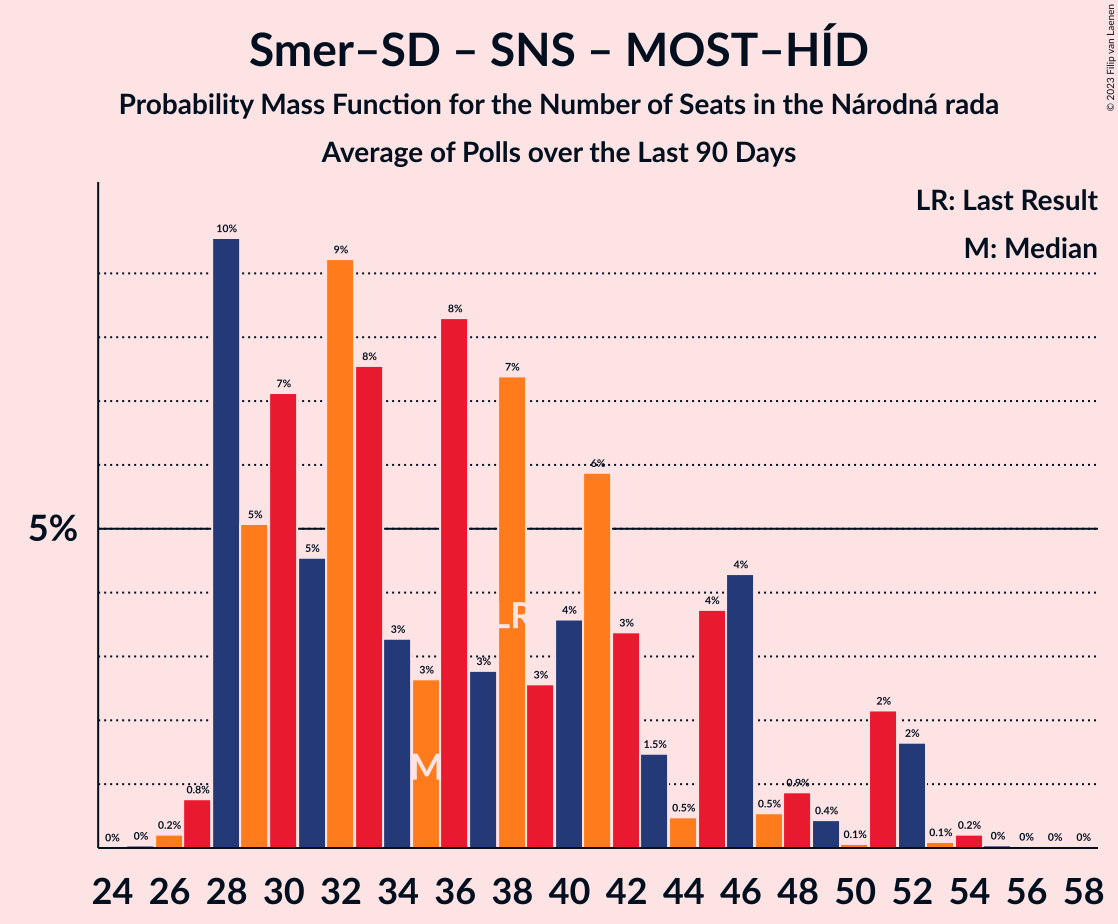 Smer–SD – SNS – MOST–HÍD
Probability Mass Function for the Number of Seats in the Národná rada
Average of Polls over the Last 90 Days
© 2023 Filip van Laenen
LR: Last Result
M: Median
5%
0% 0% 0.2% 0.8% 10% 5% 7% 5% 9% 8% 3% 3% 8% 3% 7% 3% 4% 6% 3% 1.5% 0.5% 4% 4% 0.5% 0.9% 0.4% 0.1% 2% 2% 0.1% 0.2% 0% 0% 0% 0%
LR
M
24 26 28 30 32 34 36 38 40 42 44 46 48 50 52 54 56 58